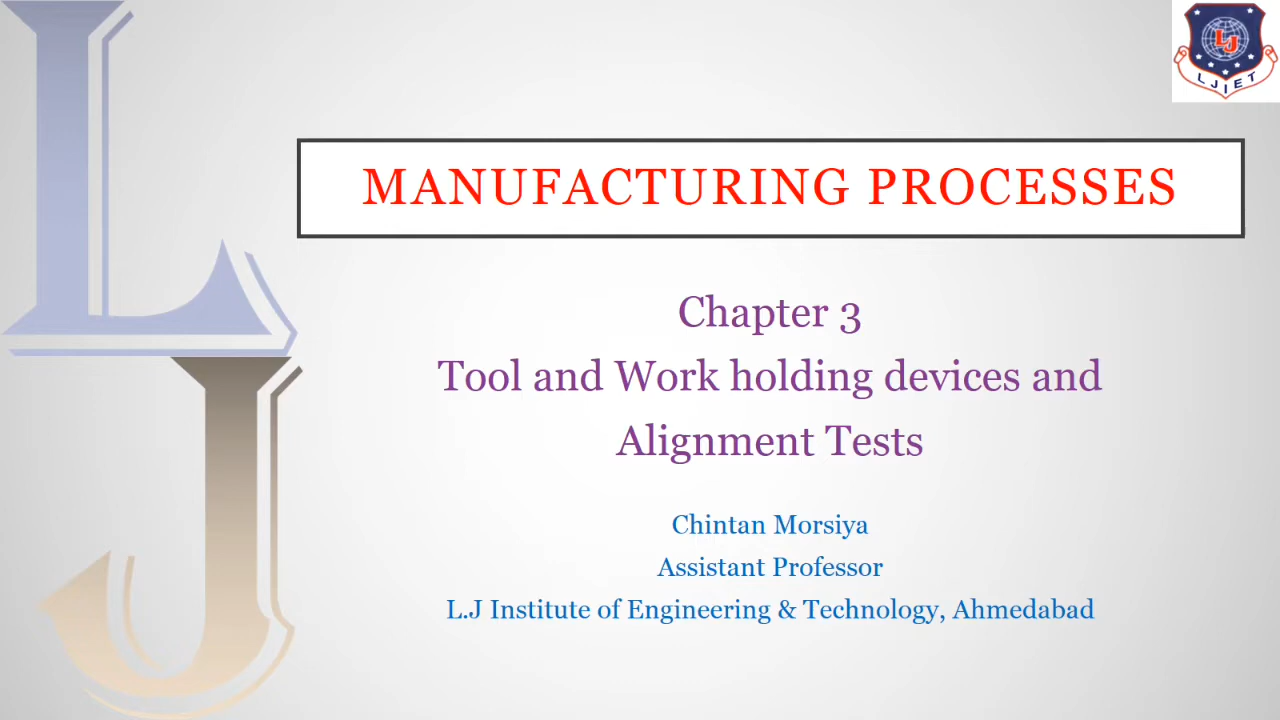 LJ
LJIET
MANUFACTURING PROCESSES
Chapter 3
Tool and Work holding devices and
Alignment Tests
Chintan Morsiya
Assistant Professor
L.J Institute of Engineering & Technology, Ahmedabad
L
J